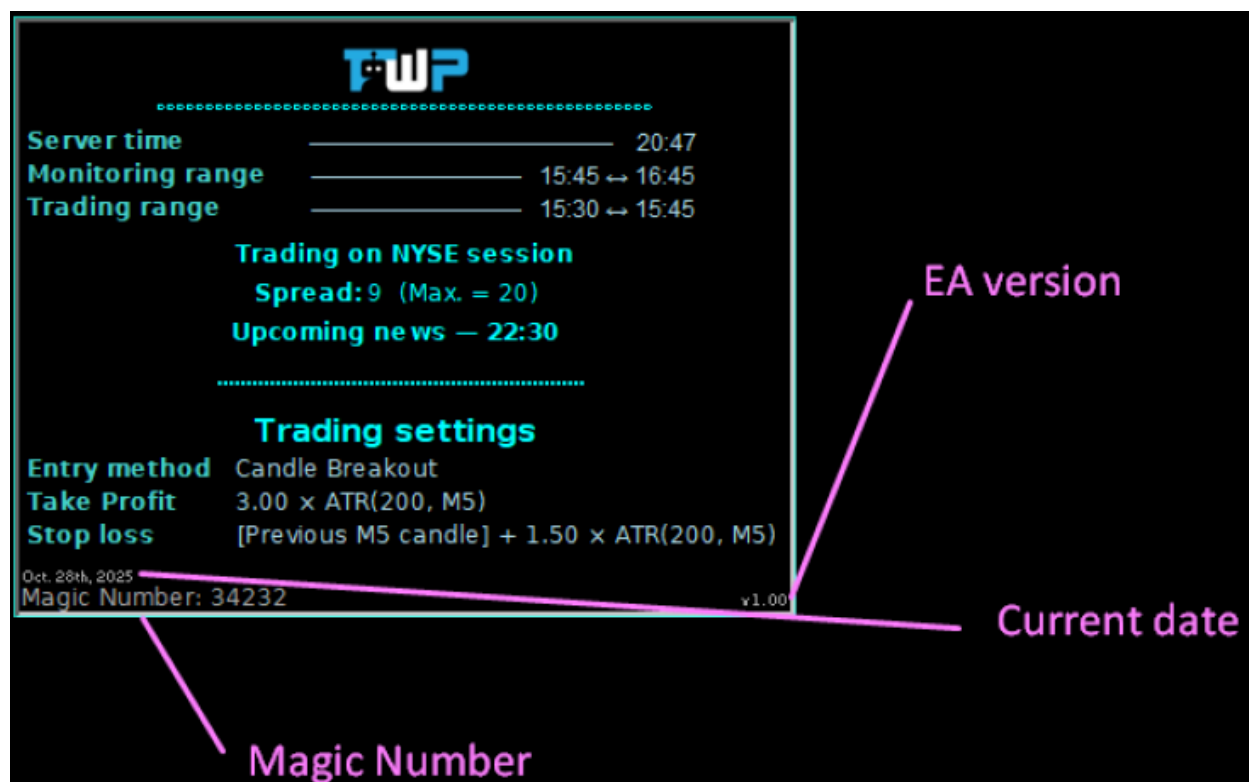 TWP
Server time 20:47
Monitoring range 15:45 ↔ 16:45
Trading range 15:30 ↔ 15:45
Trading on NYSE session
Spread: 9 (Max. = 20)
Upcoming news — 22:30
Trading settings
Entry method Candle Breakout
Take Profit 3.00 × ATR(200, M5)
Stop loss [Previous M5 candle] + 1.50 × ATR(200, M5)
Oct. 28th, 2025
Magic Number: 34232
v1.00
EA version
Current date
Magic Number